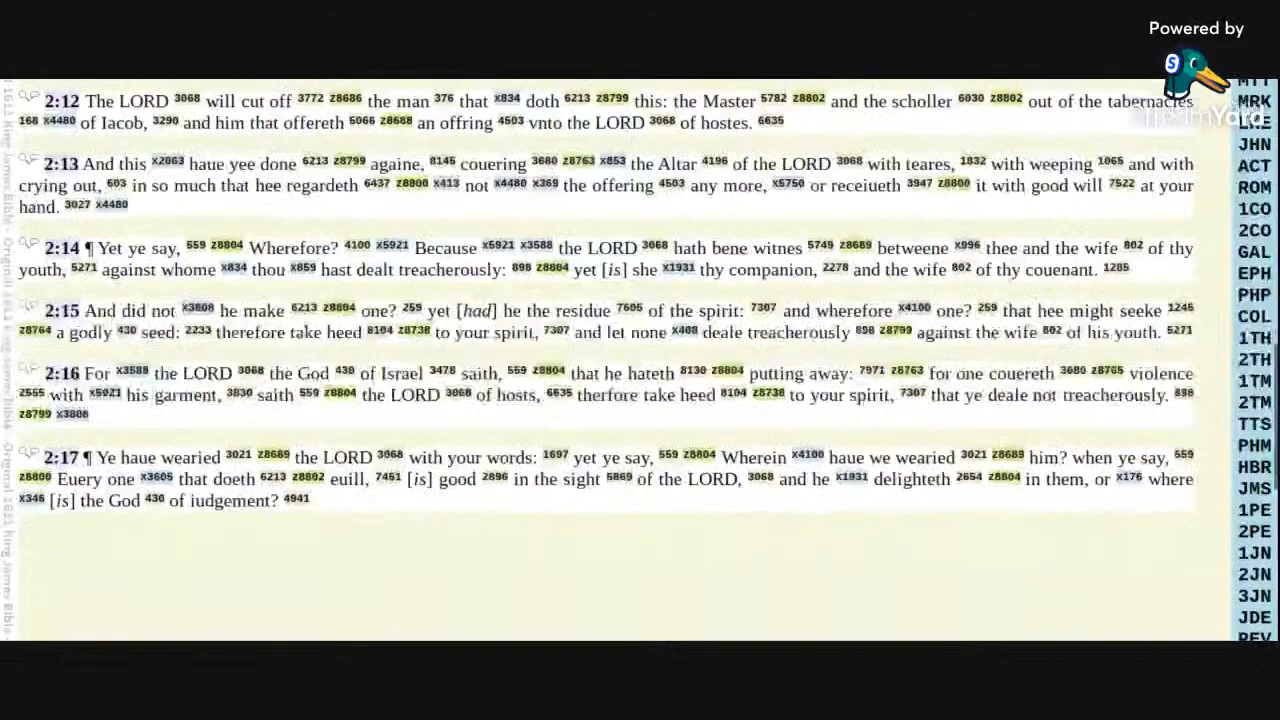 Powered by
StreamYard
2:12 The LORD 3068 will cut off 3772 z8686 the man 376 that x834 doth 6213 z8799 this: the Master 5782 z8802 and the scholler 6030 z8802 out of the tabernacles
168 x4480 of Iacob, 3290 and him that offereth 5066 z8688 an offring 4503 vnto the LORD 3068 of hostes. 6635
2:13 And this x2063 haue yee done 6213 z8799 againe, 8145 couering 3680 z8763 x853 the Altar 4196 of the LORD 3068 with teares, 1832 with weeping 1065 and with
crying out, 603 in so much that hee regardeth 6437 z8800 x413 not x4480 x369 the offering 4503 any more, x5750 or receiueth 3947 z8800 it with good will 7522 at your
hand. 3027 x4480
2:14 ¶ Yet ye say, 559 z8804 Wherefore? 4100 x5921 Because x5921 x3588 the LORD 3068 hath bene witnes 5749 z8689 betweene x996 thee and the wife 802 of thy
youth, 5271 against whome x834 thou x859 hast dealt treacherously: 898 z8804 yet [is] she x1931 thy companion, 2278 and the wife 802 of thy couenant. 1285
2:15 And did not x3808 he make 6213 z8804 one? 259 yet [had] he the residue 7605 of the spirit: 7307 and wherefore x4100 one? 259 that hee might seeke 1245
z8764 a godly 430 seed: 2233 therefore take heed 8104 z8738 to your spirit, 7307 and let none x408 deale treacherously 898 z8799 against the wife 802 of his youth. 5271
2:16 For x3588 the LORD 3068 the God 430 of Israel 3478 saith, 559 z8804 that he hateth 8130 z8804 putting away: 7971 z8763 for one couereth 3680 z8765 violence
2555 with x5921 his garment, 3830 saith 559 z8804 the LORD 3068 of hosts, 6635 therfore take heed 8104 z8738 to your spirit, 7307 that ye deale not treacherously. 898
z8799 x3808
2:17 ¶ Ye haue wearied 3021 z8689 the LORD 3068 with your words: 1697 yet ye say, 559 z8804 Wherein x4100 haue we wearied 3021 z8689 him? when ye say, 559
z8800 Euery one x3605 that doeth 6213 z8802 euill, 7451 [is] good 2896 in the sight 5869 of the LORD, 3068 and he x1931 delighteth 2654 z8804 in them, or x176 where
x346 [is] the God 430 of iudgement? 4941
MRK
JHN
ACT
ROM
1CO
2CO
GAL
EPH
PHP
COL
1TH
2TH
1TM
2TM
TTS
PHM
HBR
JMS
1PE
2PE
1JN
2JN
3JN
JDE
REV